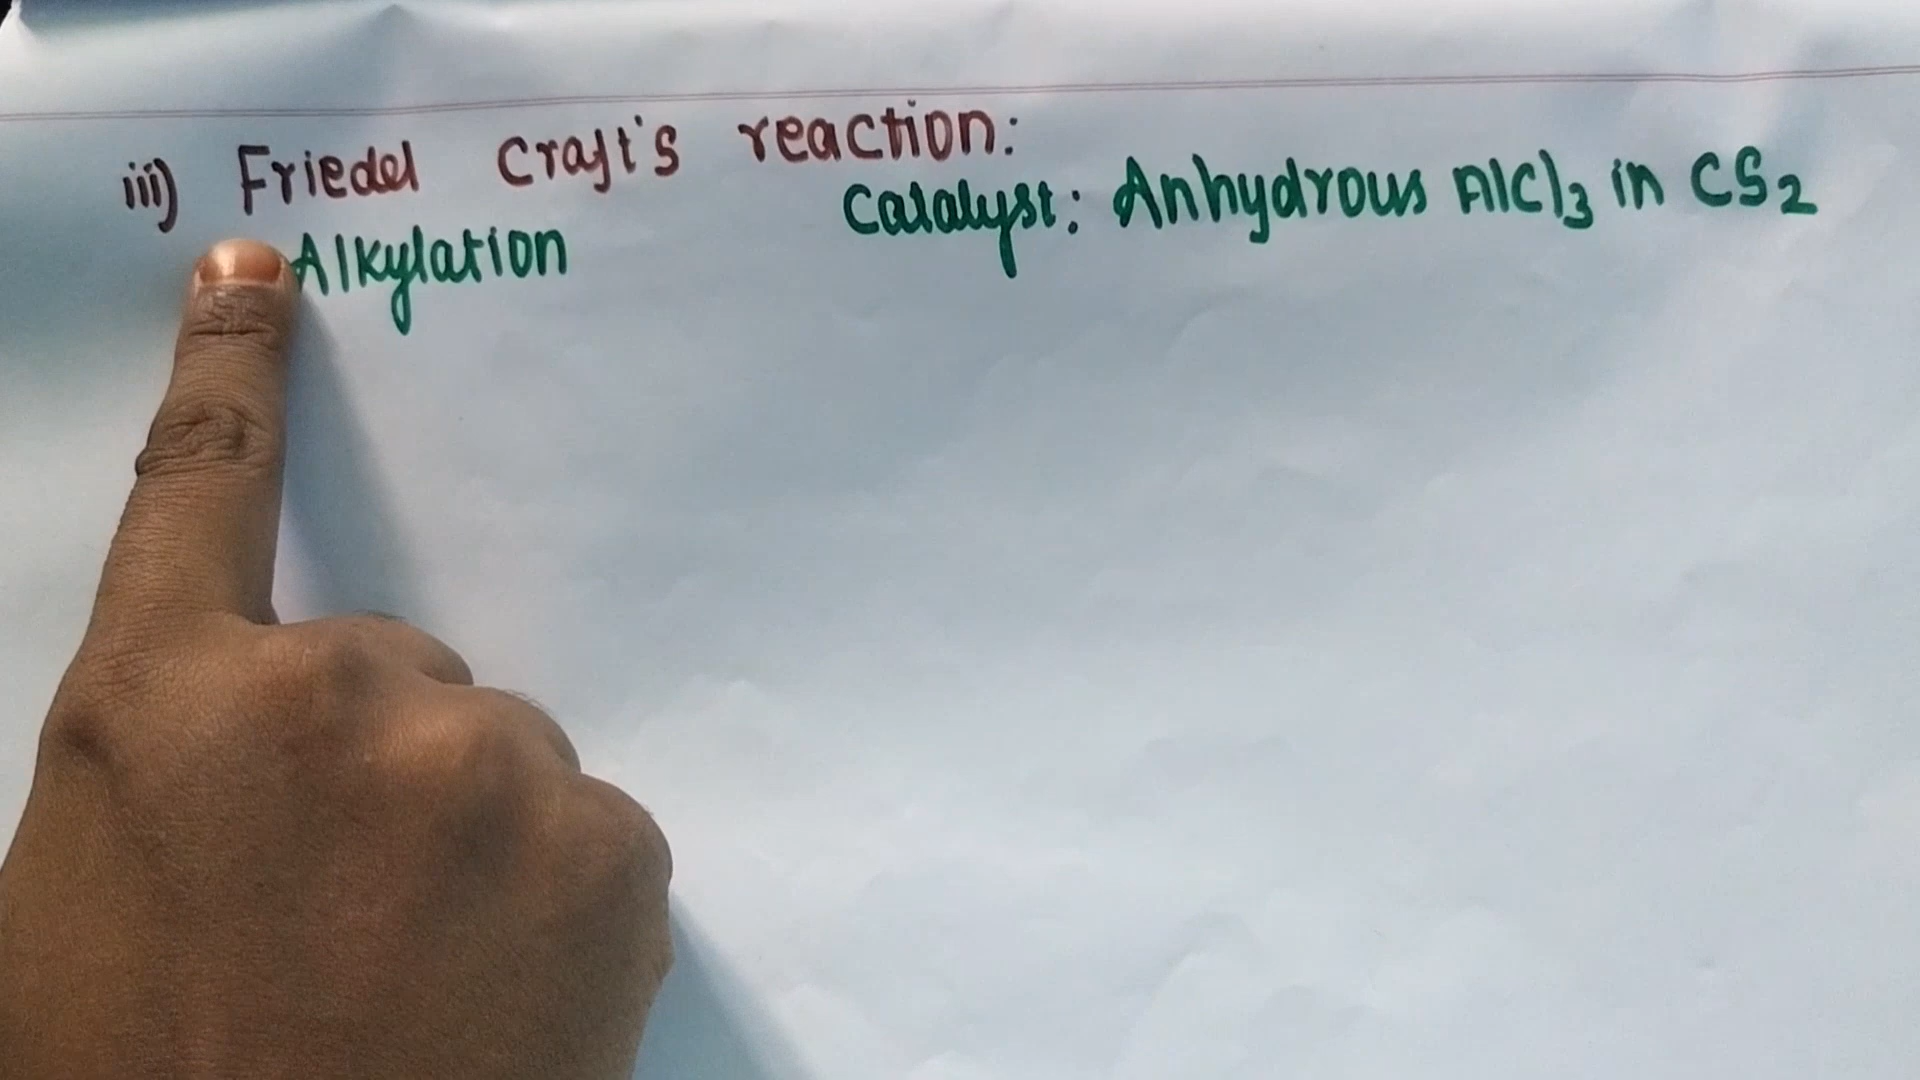 iii) Friedel Craft's reaction:
Catalyst: Anhydrous AlCl3 in CS2
Alkylation